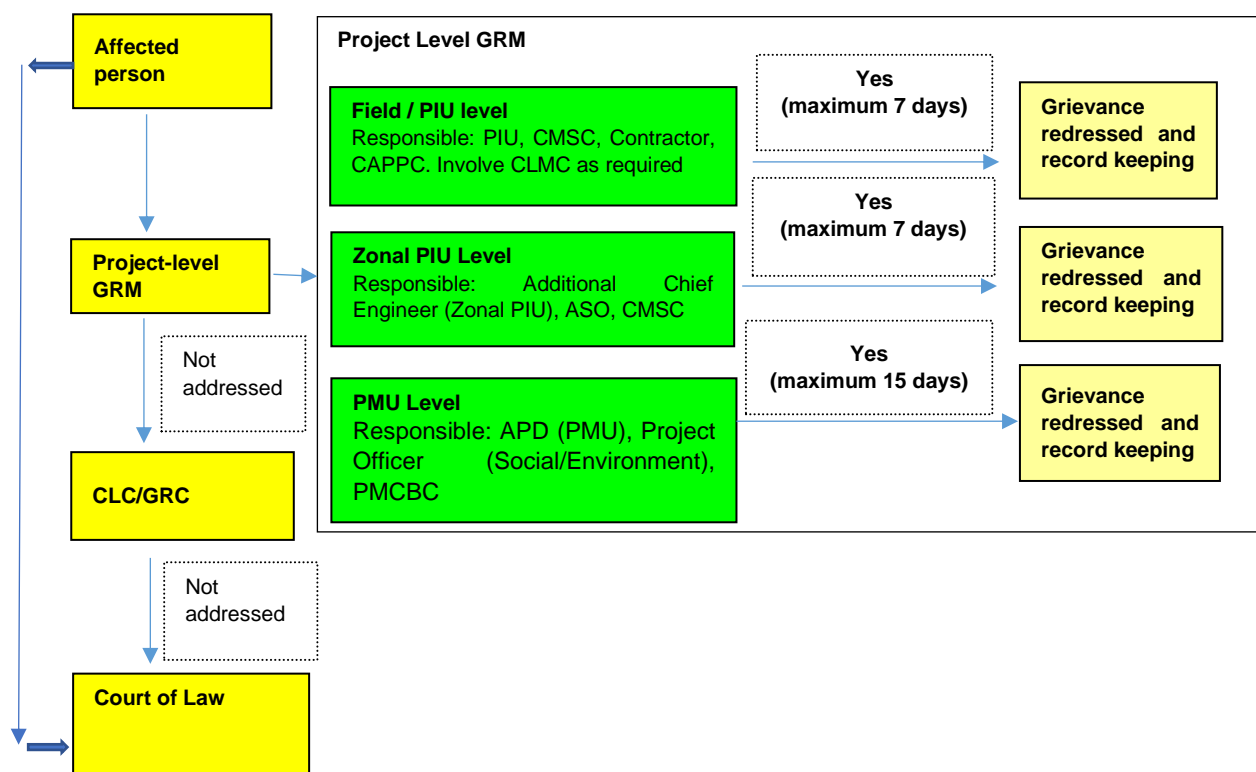 Affected
person
Project Level GRM
Yes
(maximum 7 days)
Field / PIU level
Responsible: PIU, CMSC, Contractor,
CAPPC. Involve CLMC as required
Grievance
redressed and
record keeping
Yes
(maximum 7 days)
Project-level
GRM
Zonal PIU Level
Responsible: Additional Chief
Engineer (Zonal PIU), ASO, CMSC
Grievance
redressed and
record keeping
Not
addressed
Yes
(maximum 15 days)
PMU Level
Responsible: APD (PMU), Project
Officer (Social/Environment),
PMCBC
Grievance
redressed and
record keeping
CLC/GRC
Not
addressed
Court of Law